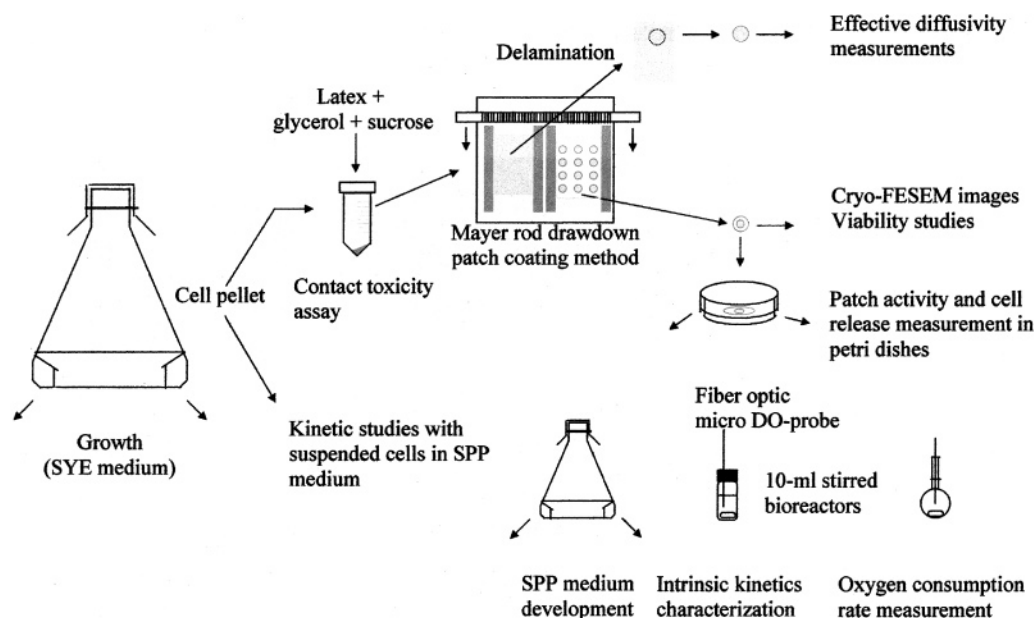 Effective diffusivity
measurements
Delamination
Latex +
glycerol + sucrose
Cryo-FESEM images
Viability studies
Mayer rod drawdown
patch coating method
Cell pellet
Contact toxicity
assay
Patch activity and cell
release measurement in
petri dishes
Growth
(SYE medium)
Kinetic studies with
suspended cells in SPP
medium
Fiber optic
micro DO-probe
10-ml stirred
bioreactors
SPP medium
development
Intrinsic kinetics
characterization
Oxygen consumption
rate measurement